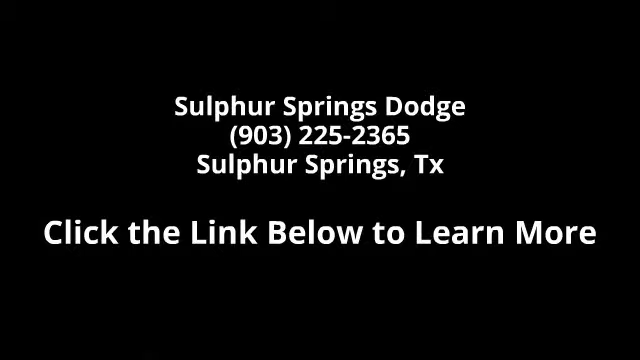 Sulphur Springs Dodge
(903) 225-2365
Sulphur Springs, Tx
Click the Link Below to Learn More